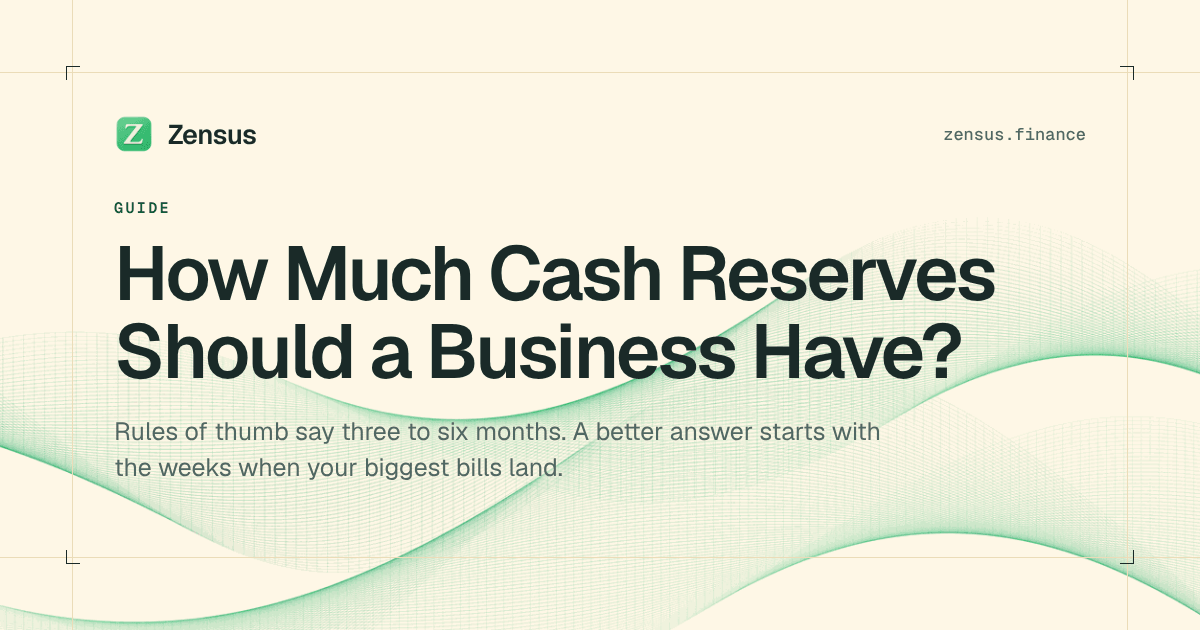 Z Zensus
zensus.finance
GUIDE
How Much Cash Reserves
Should a Business Have?
Rules of thumb say three to six months. A better answer starts with
the weeks when your biggest bills land.